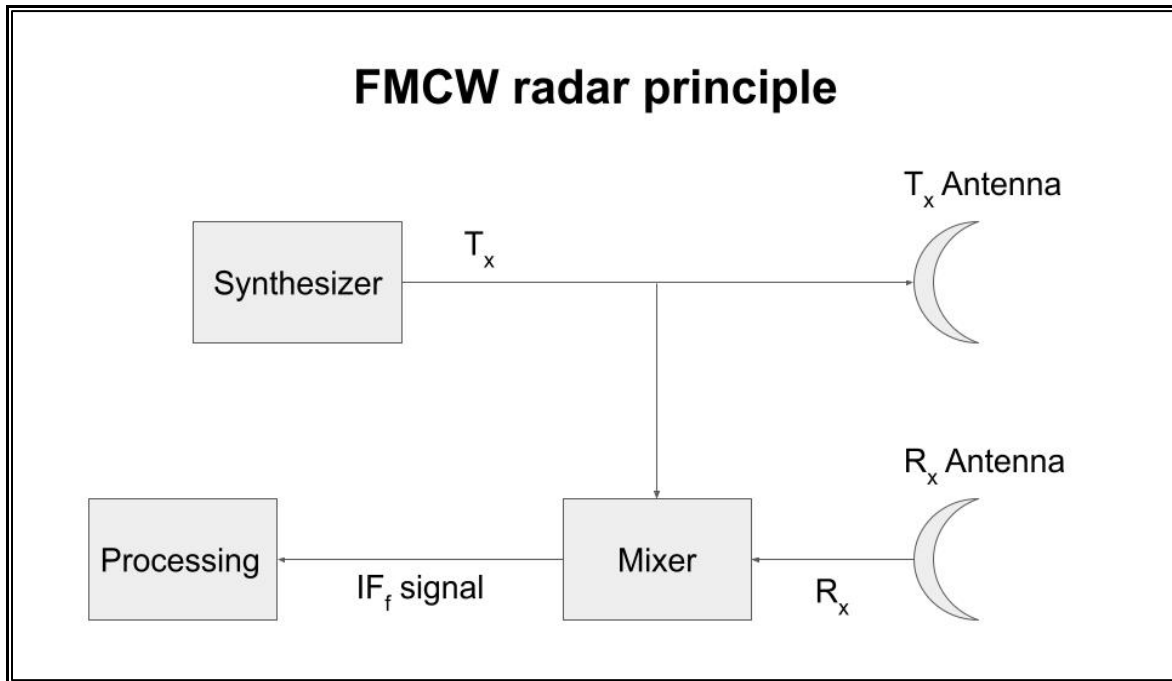 FMCW radar principle
Tx Antenna
Tx
Synthesizer
Rx Antenna
Processing
IFf signal
Mixer
Rx